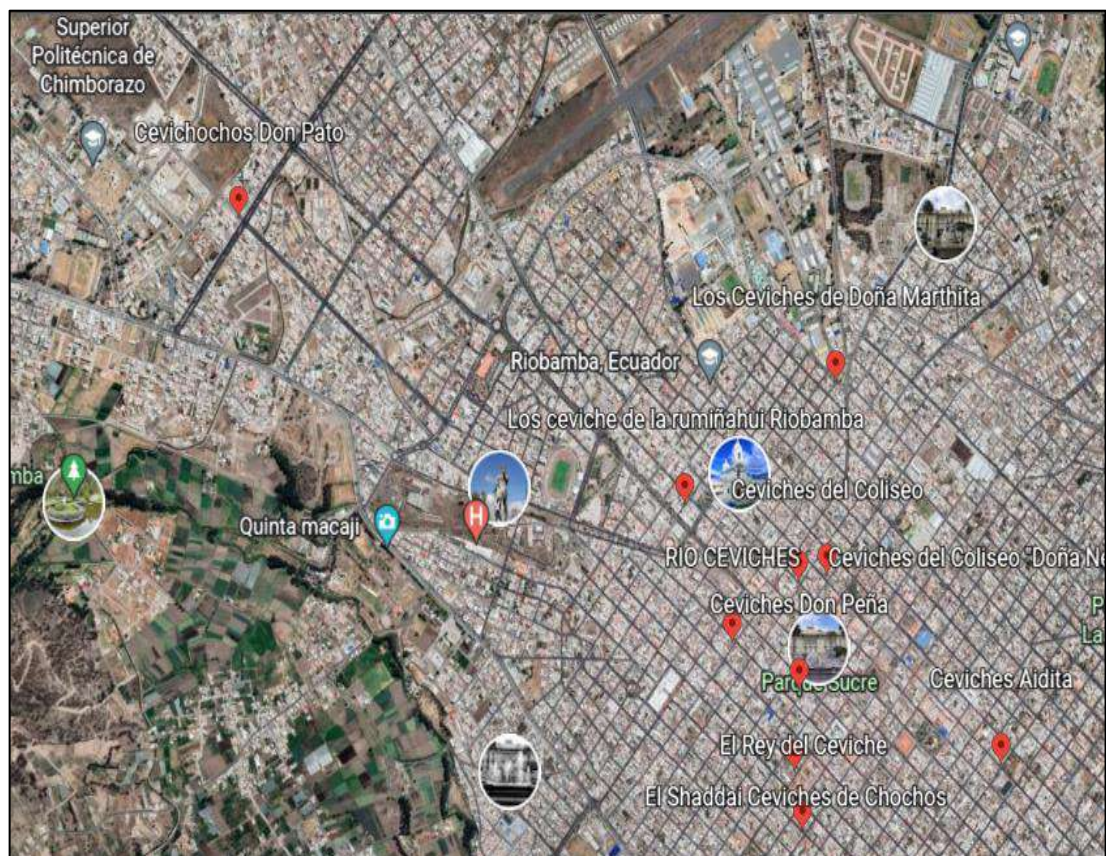 Superior
Politécnica de
Chimborazo
Cevichochos Don Pato
Los Ceviches de Doña Marthita
Riobamba, Ecuador
Los ceviche de la rumiñahui Riobamba
mba
Ceviches del Coliseo
Quinta macaji
H
RIO CEVICHES
Ceviches del Coliseo "Doña Ne
Ceviches Don Peña
P
La
Parque Sucre
Ceviches Aidita
El Rey del Ceviche
El Shaddai Ceviches de Chochos